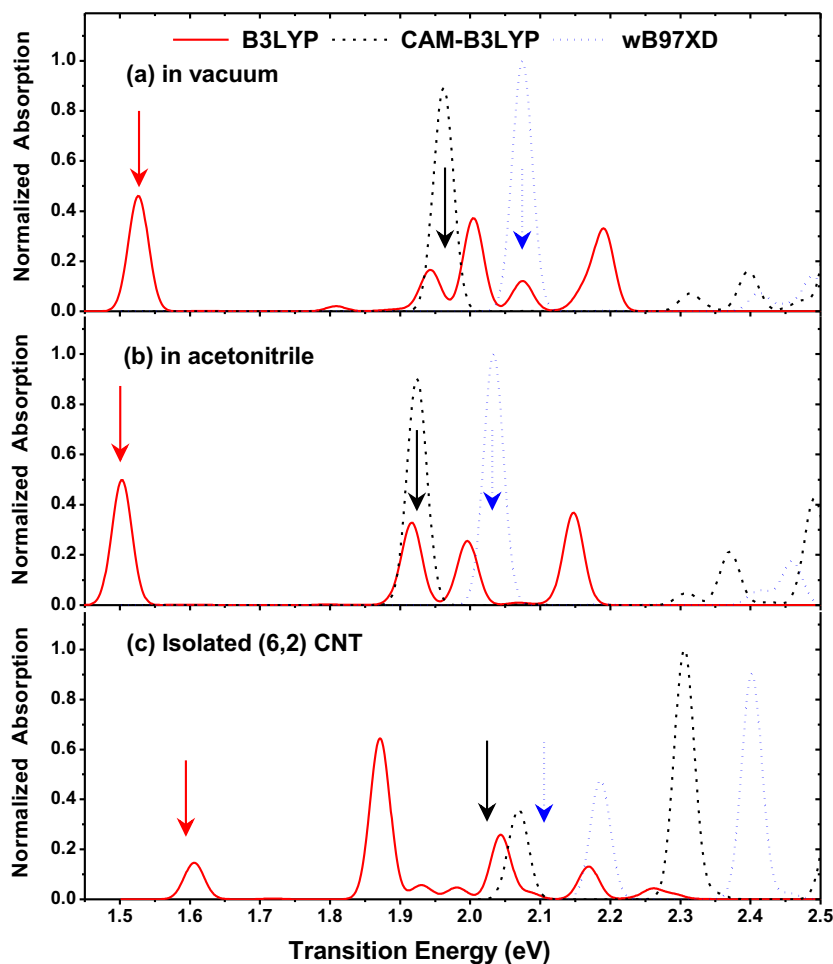 B3LYP CAM-B3LYP wB97XD
(a) in vacuum
Normalized Absorption
1.0
0.8
0.6
0.4
0.2
0.0
(b) in acetonitrile
Normalized Absorption
1.0
0.8
0.6
0.4
0.2
0.0
(c) Isolated (6,2) CNT
Normalized Absorption
1.0
0.8
0.6
0.4
0.2
0.0
1.5 1.6 1.7 1.8 1.9 2.0 2.1 2.2 2.3 2.4 2.5
Transition Energy (eV)